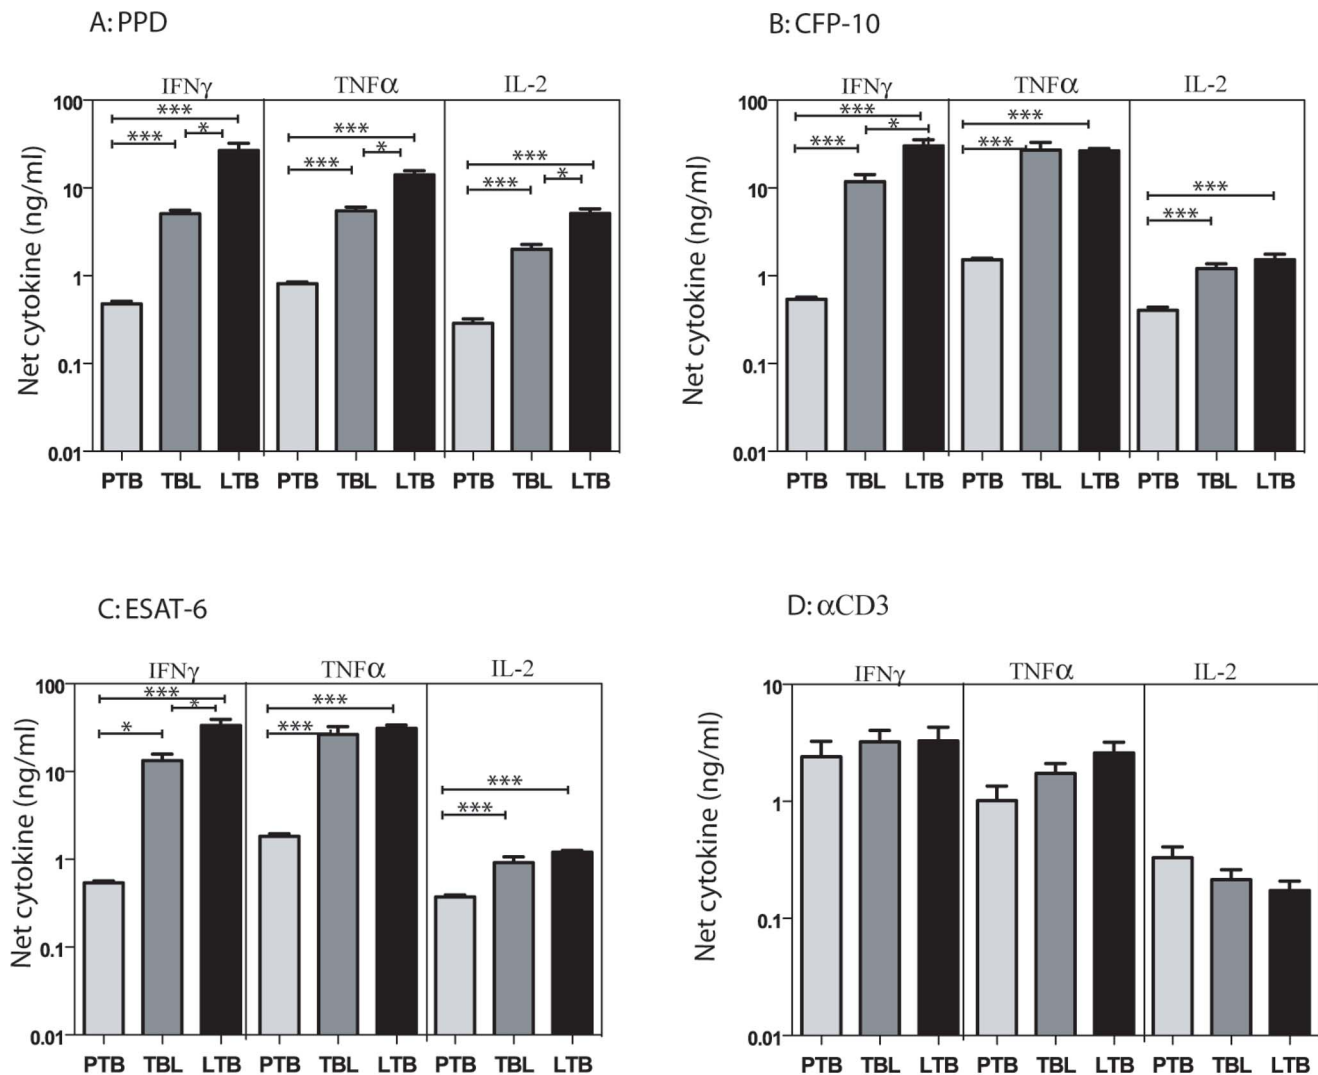 A: PPD
IFNγ TNFα IL-2
Net cytokine (ng/ml)
100
10
1
0.1
0.01
*** *** *
*** *** *
*** *** *
PTB TBL LTB PTB TBL LTB PTB TBL LTB
B: CFP-10
IFNγ TNFα IL-2
Net cytokine (ng/ml)
100
10
1
0.1
0.01
*** *** *
*** ***
*** ***
PTB TBL LTB PTB TBL LTB PTB TBL LTB
C: ESAT-6
IFNγ TNFα IL-2
Net cytokine (ng/ml)
100
10
1
0.1
0.01
*** * *
*** ***
*** ***
PTB TBL LTB PTB TBL LTB PTB TBL LTB
D: αCD3
IFNγ TNFα IL-2
Net cytokine (ng/ml)
10
1
0.1
0.01
PTB TBL LTB PTB TBL LTB PTB TBL LTB